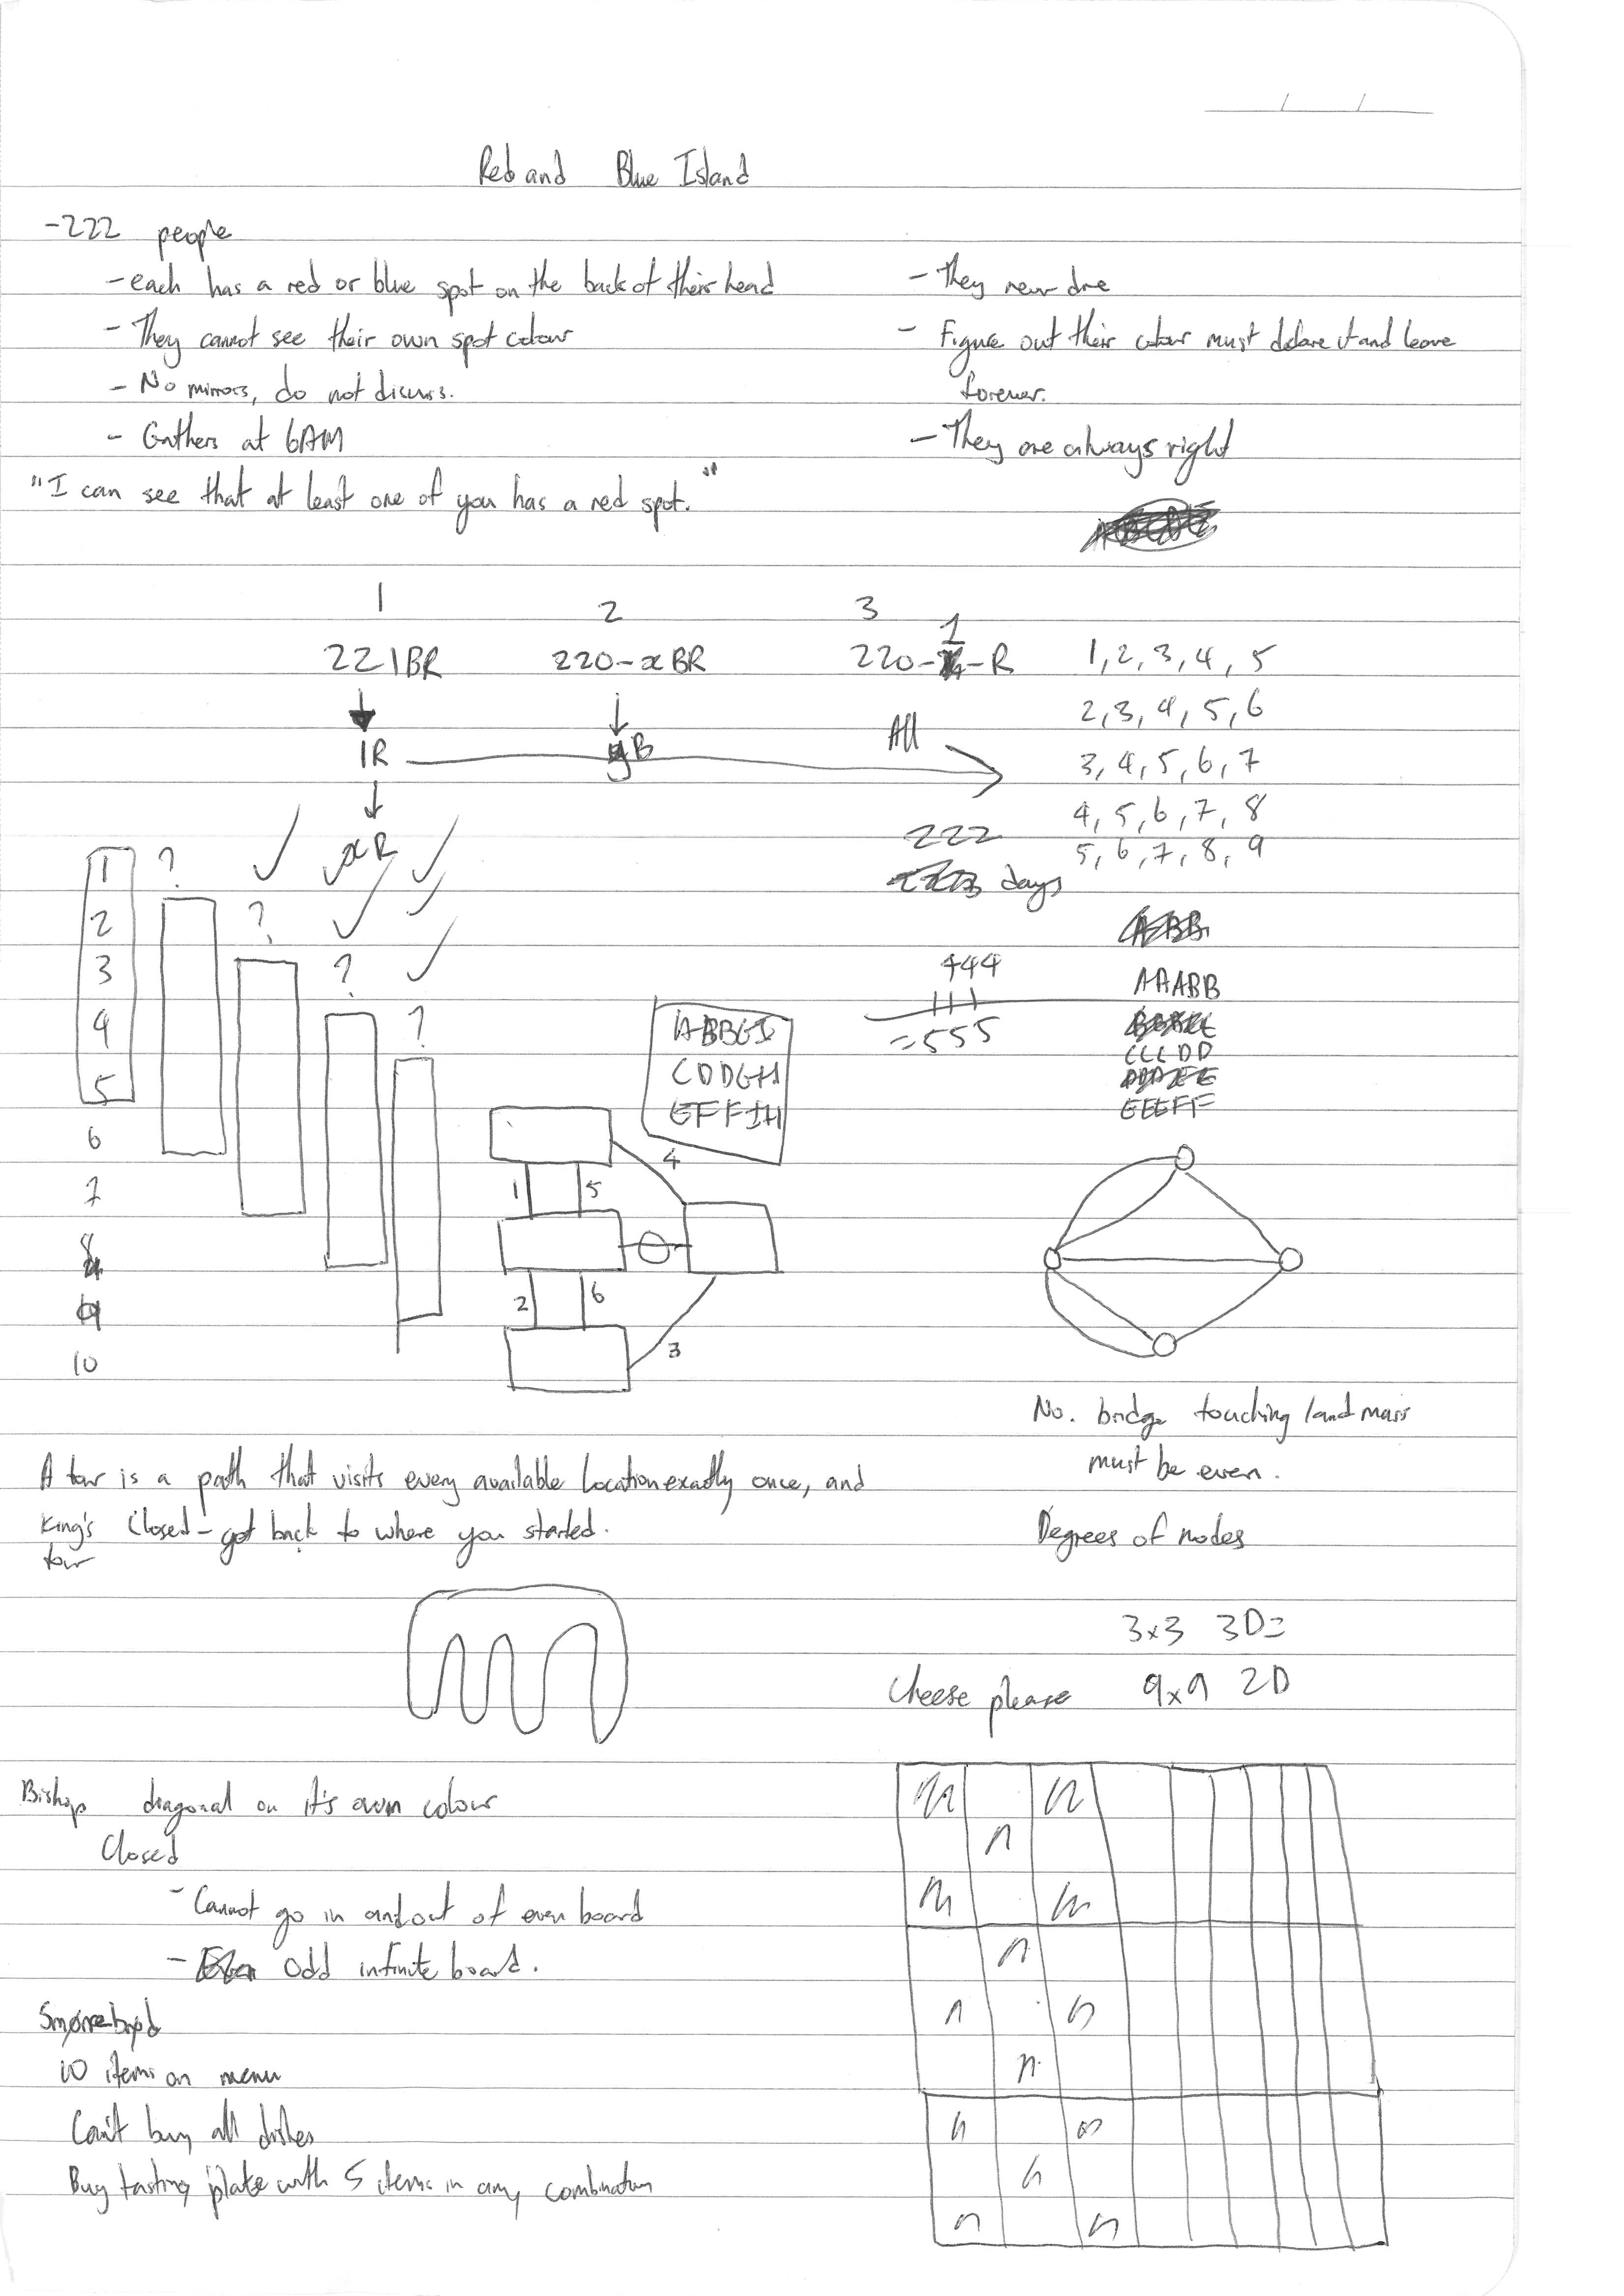 Red and Blue Island
-222 people
- each has a red or blue spot on the back of their head
- They cannot see their own spot colour
- No mirrors, do not discuss.
- Gathers at 6AM
- They never die
- Figure out their colour must declare it and leave
forever.
- They are always right
"I can see that at least one of you has a red spot."
1 2 3
221BR 220-xBR 220-1-R
1R yB All
xR
222
days
444
=555
1, 2, 3, 4, 5
2, 3, 4, 5, 6
3, 4, 5, 6, 7
4, 5, 6, 7, 8
5, 6, 7, 8, 9
AAABB
CCCDD
EEEFF
1 ?
2 ?
3 ?
4 ?
5
6
7
8
9
10
ABBGI
CDDGH
EFFIH
4
1 5
2 6
3
No. bridge touching land mass
must be even.
Degrees of nodes
A tour is a path that visits every available location exactly once, and
King's Closed - got back to where you started.
tour
3x3 3D=
Cheese please 9x9 2D
Bishop diagonal on it's own colour
Closed
- Cannot go in and out of even board
- Odd infinite board.
Smørrebrød
10 items on menu
Can't buy all dishes
Buy tasting plate with 5 items in any combination